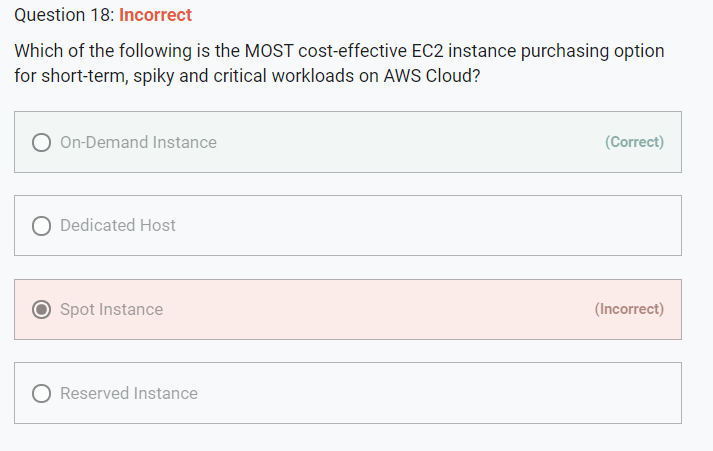 Question 18: Incorrect
Which of the following is the MOST cost-effective EC2 instance purchasing option
for short-term, spiky and critical workloads on AWS Cloud?
On-Demand Instance (Correct)
Dedicated Host
Spot Instance (Incorrect)
Reserved Instance